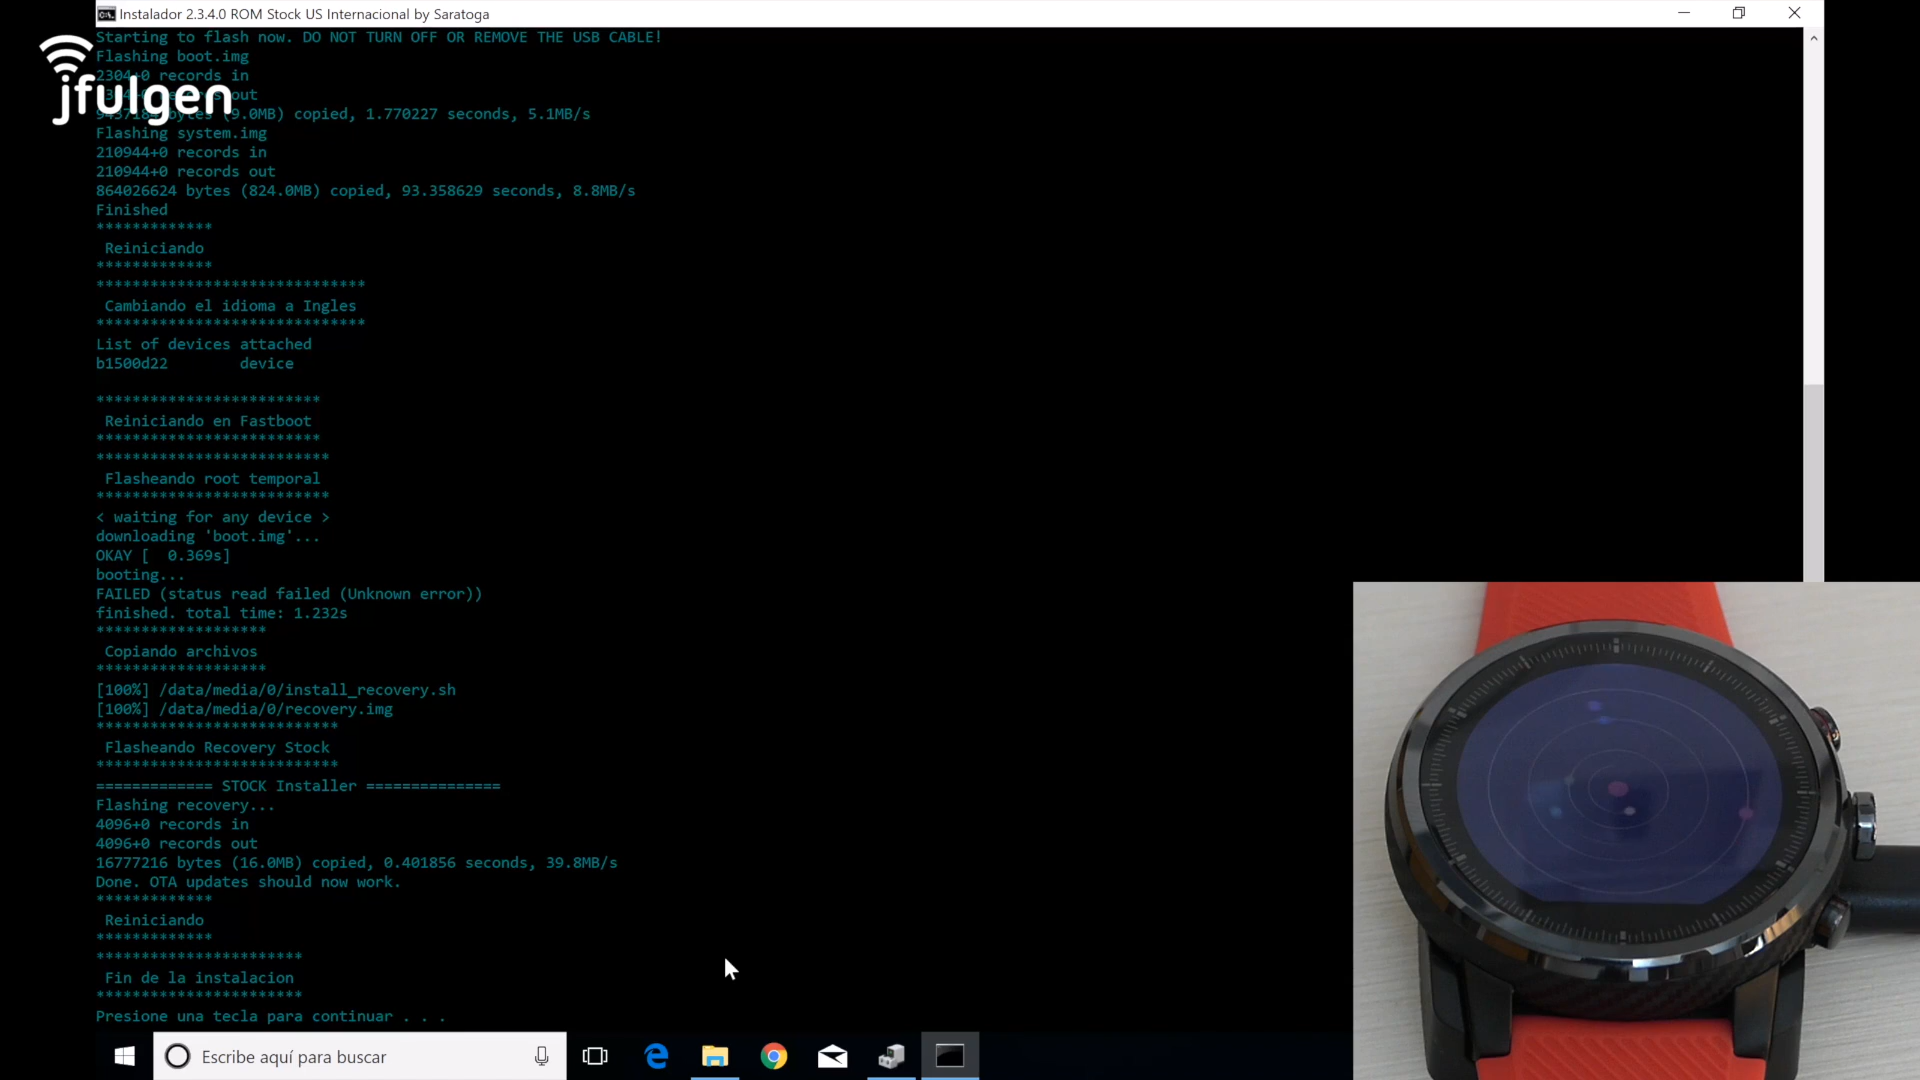 Instalador 2.3.4.0 ROM Stock US Internacional by Saratoga
Starting to flash now. DO NOT TURN OFF OR REMOVE THE USB CABLE!
Flashing boot.img
2304+0 records in
out
jfulgen
bytes (9.0MB) copied, 1.770227 seconds, 5.1MB/s
Flashing system.img
210944+0 records in
210944+0 records out
864026624 bytes (824.0MB) copied, 93.358629 seconds, 8.8MB/s
Finished
*************
Reiniciando
*************
******************************
Cambiando el idioma a Ingles
******************************
List of devices attached
b1500d22 device
*************************
Reiniciando en Fastboot
*************************
**************************
Flasheando root temporal
**************************
< waiting for any device >
downloading 'boot.img'...
OKAY [ 0.369s]
booting...
FAILED (status read failed (Unknown error))
finished. total time: 1.232s
*******************
Copiando archivos
*******************
[100%] /data/media/0/install_recovery.sh
[100%] /data/media/0/recovery.img
***************************
Flasheando Recovery Stock
***************************
============= STOCK Installer ===============
Flashing recovery...
4096+0 records in
4096+0 records out
16777216 bytes (16.0MB) copied, 0.401856 seconds, 39.8MB/s
Done. OTA updates should now work.
*************
Reiniciando
*************
***********************
Fin de la instalacion
***********************
Presione una tecla para continuar . . .
Escribe aquí para buscar